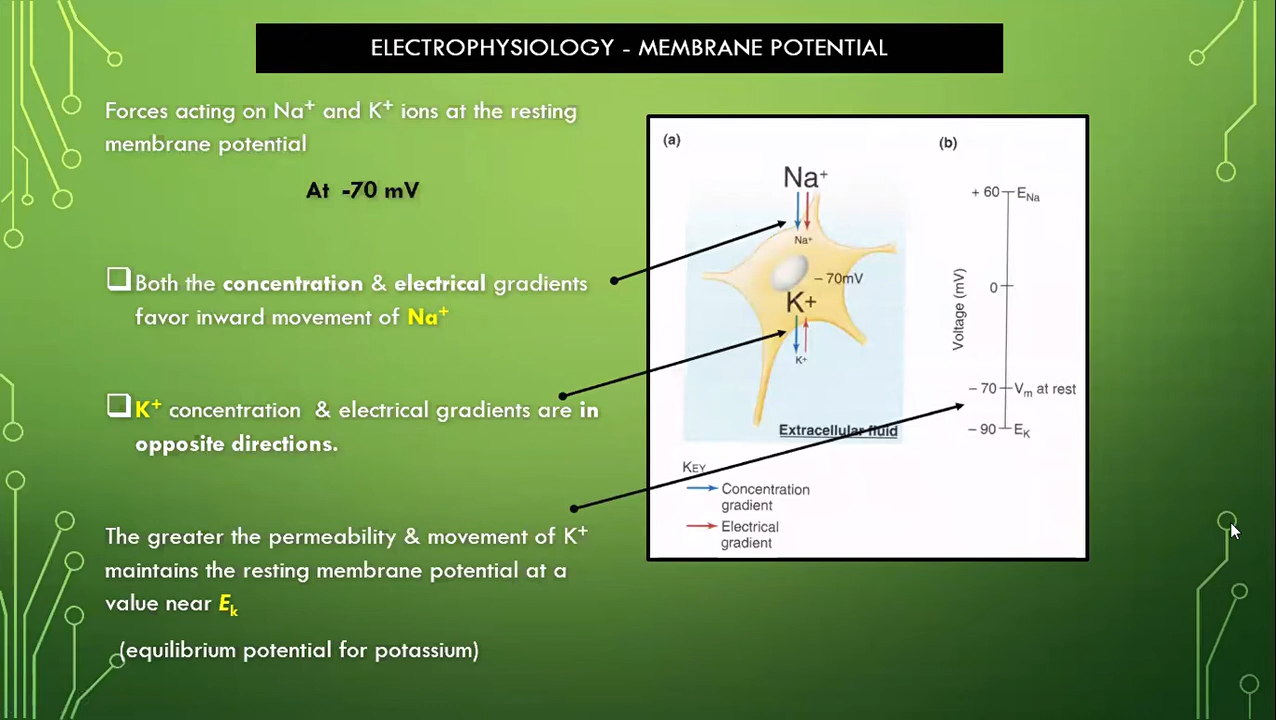 ELECTROPHYSIOLOGY - MEMBRANE POTENTIAL
Forces acting on Na⁺ and K⁺ ions at the resting
membrane potential
At -70 mV
Both the concentration & electrical gradients
favor inward movement of Na⁺
K⁺ concentration & electrical gradients are in
opposite directions.
The greater the permeability & movement of K⁺
maintains the resting membrane potential at a
value near Eₖ
(equilibrium potential for potassium)
(a)
Na⁺
Na⁺
– 70mV
K+
K⁺
Extracellular fluid
KEY
Concentration
gradient
Electrical
gradient
(b)
Voltage (mV)
+ 60 ENa
0
– 70 Vm at rest
– 90 EK